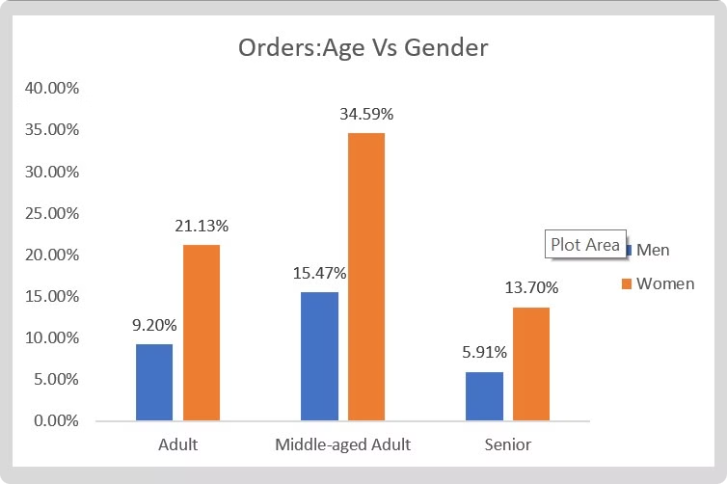 Orders:Age Vs Gender
40.00%
35.00%
30.00%
25.00%
20.00%
15.00%
10.00%
5.00%
0.00%
9.20%
21.13%
15.47%
34.59%
5.91%
13.70%
Adult
Middle-aged Adult
Senior
Plot Area
Men
Women